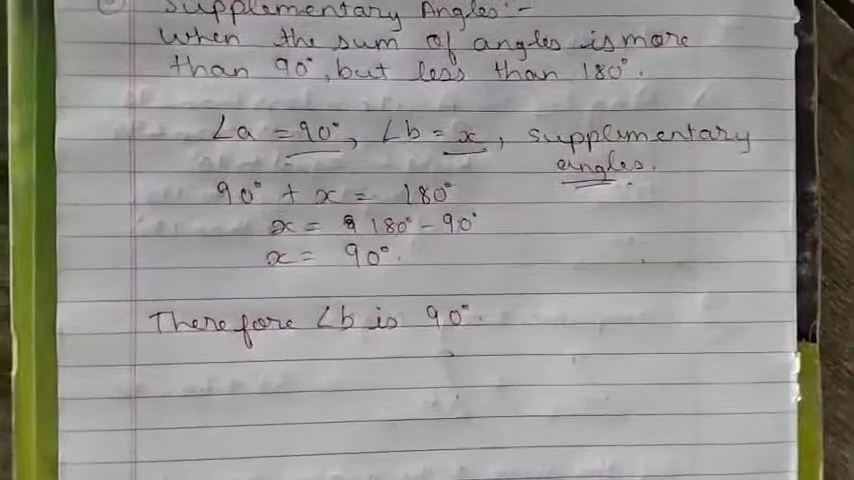 Supplementary Angles:-
When the sum of angles is more
than 90°, but less than 180°.
∠a = 90°, ∠b = x, supplimentary
angles.
90° + x = 180°
x = 180° - 90°
x = 90°.
Therefore ∠b is 90°.